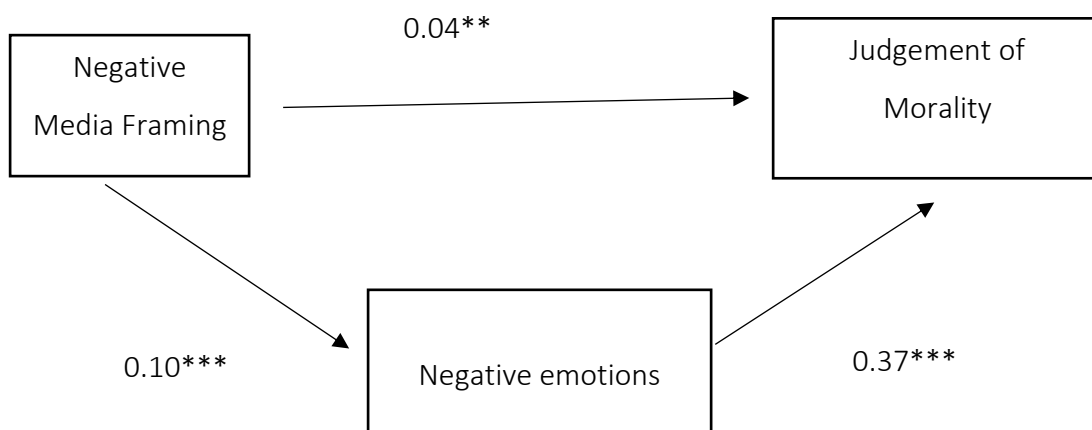 0.04**
Negative
Media Framing
Judgement of
Morality
0.10***
Negative emotions
0.37***